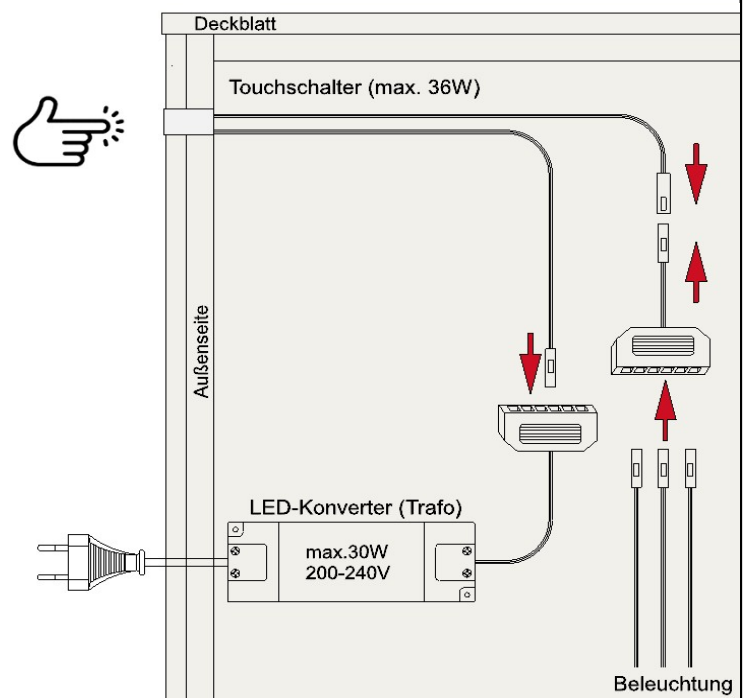 Deckblatt
Touchschalter (max. 36W)
Außenseite
LED-Konverter (Trafo)
max.30W
200-240V
Beleuchtung